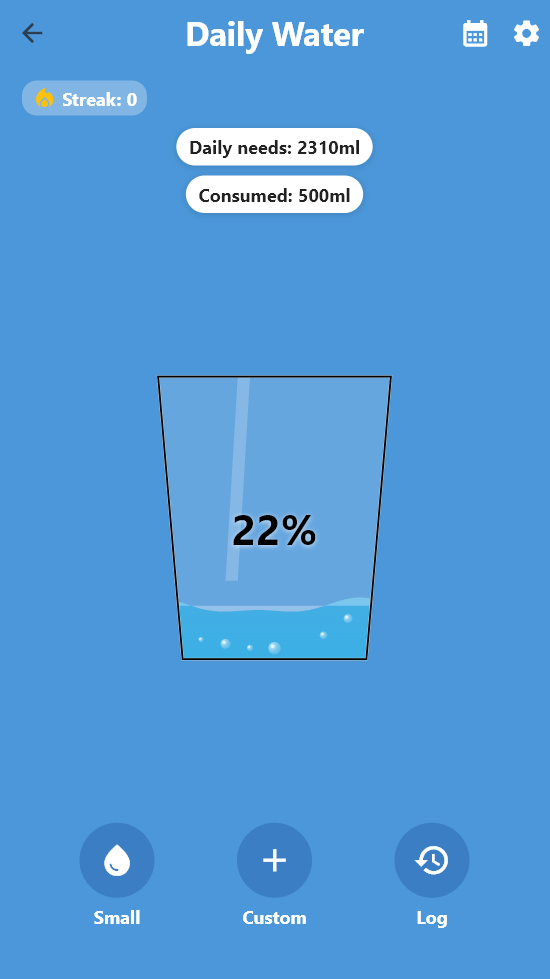 Daily Water
Streak: 0
Daily needs: 2310ml
Consumed: 500ml
22%
Small
Custom
Log